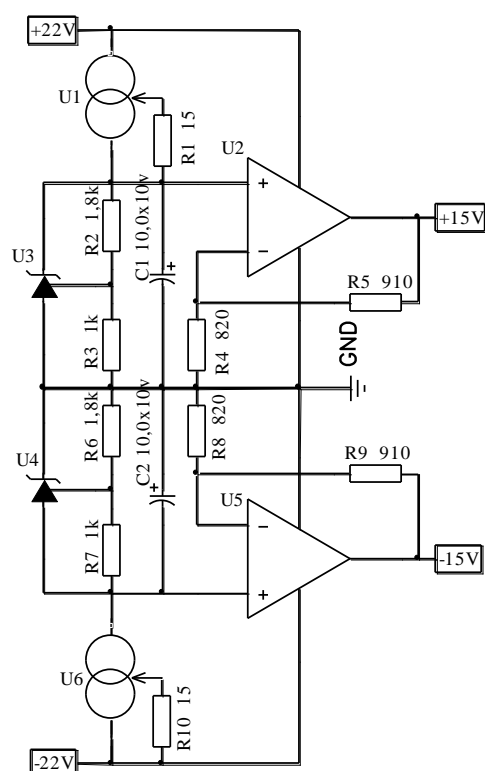 +22V
U1
R1 15
U2
+
−
+15V
R2 1,8k
C1 10,0x10v
+
U3
R5 910
R3 1k
R4 820
GND
R6 1,8k
R8 820
U4
C2 10,0x10v
+
R9 910
U5
R7 1k
−
+
-15V
U6
R10 15
-22V